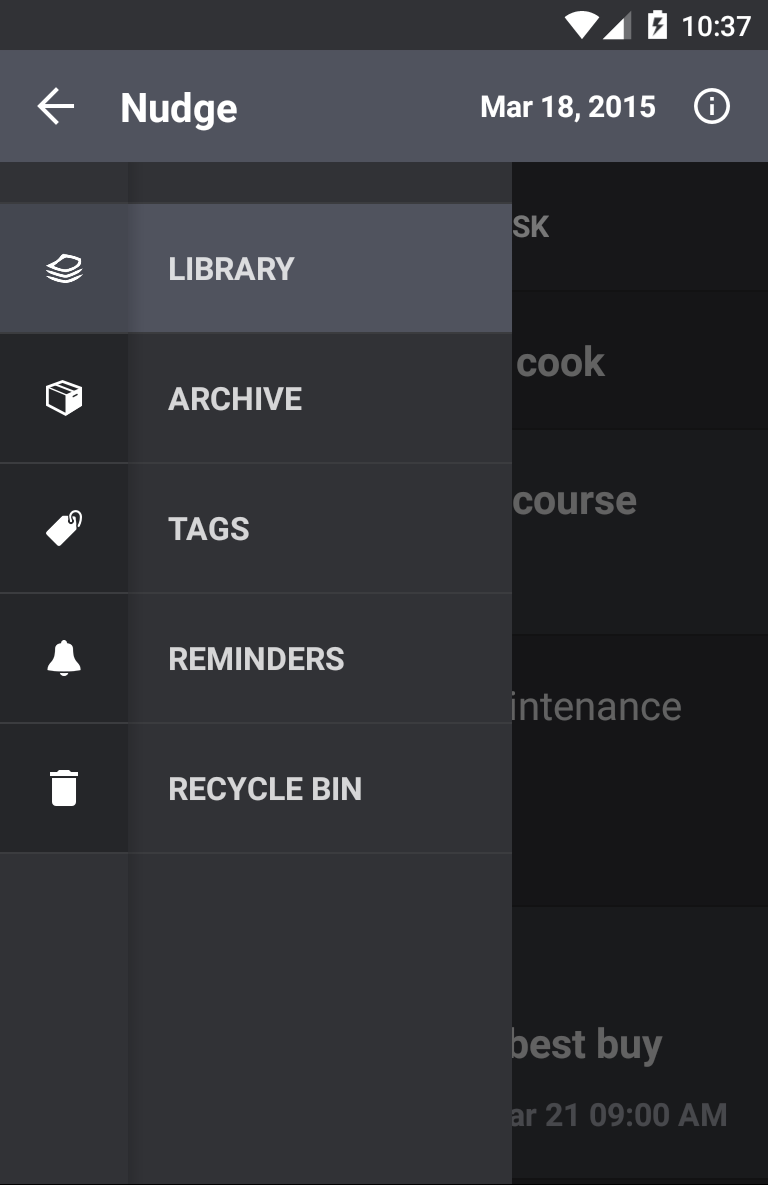 10:37
Nudge
Mar 18, 2015
SK
LIBRARY
cook
ARCHIVE
course
TAGS
REMINDERS
intenance
RECYCLE BIN
best buy
ar 21 09:00 AM